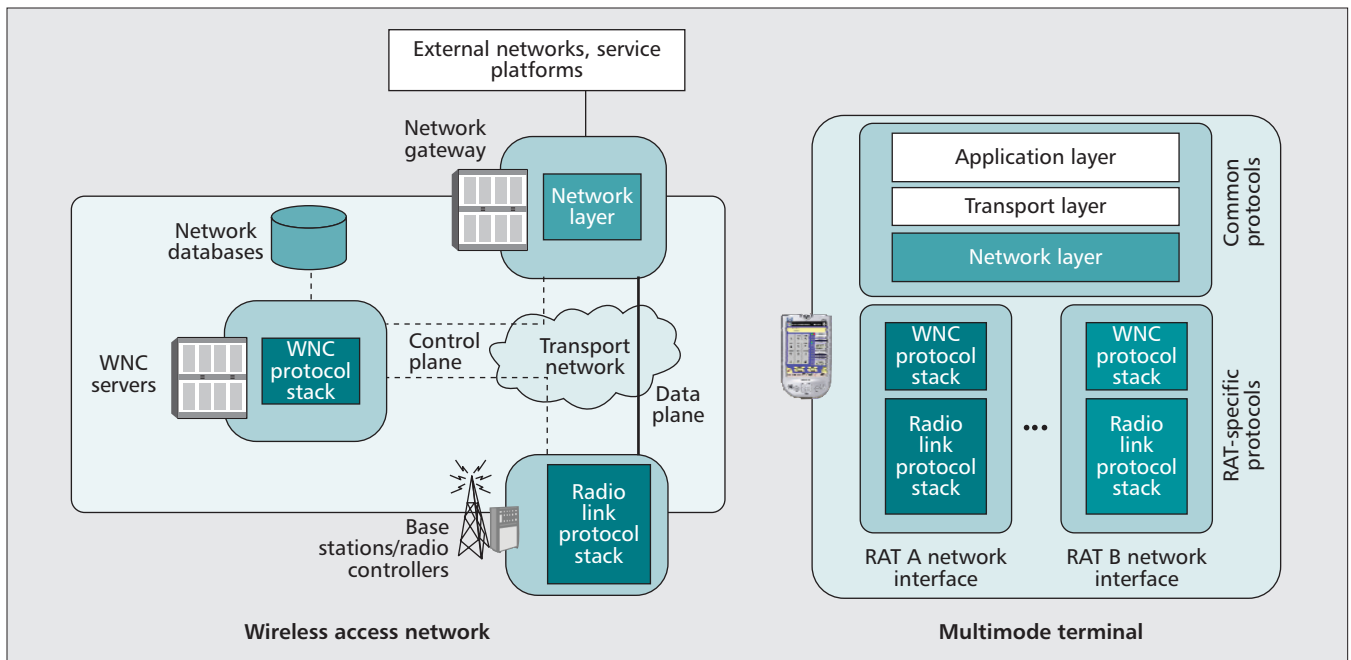 External networks, service
platforms
Network
gateway
Network
layer
Network
databases
WNC
servers
WNC
protocol
stack
Control
plane
Transport
network
Data
plane
Base
stations/radio
controllers
Radio
link
protocol
stack
Wireless access network
Application layer
Transport layer
Network layer
Common
protocols
WNC
protocol
stack
Radio
link
protocol
stack
...
WNC
protocol
stack
Radio
link
protocol
stack
RAT-specific
protocols
RAT A network
interface
RAT B network
interface
Multimode terminal